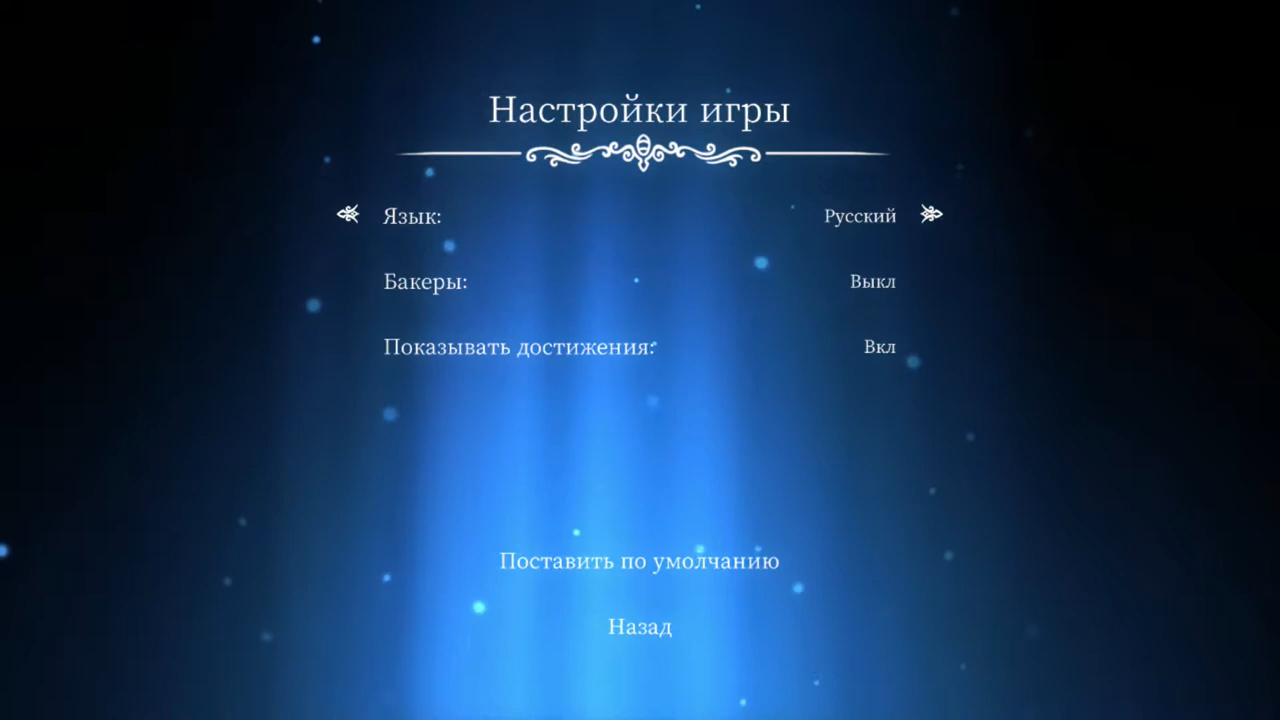 Настройки игры
Язык: Русский
Бакеры: Выкл
Показывать достижения: Вкл
Поставить по умолчанию
Назад